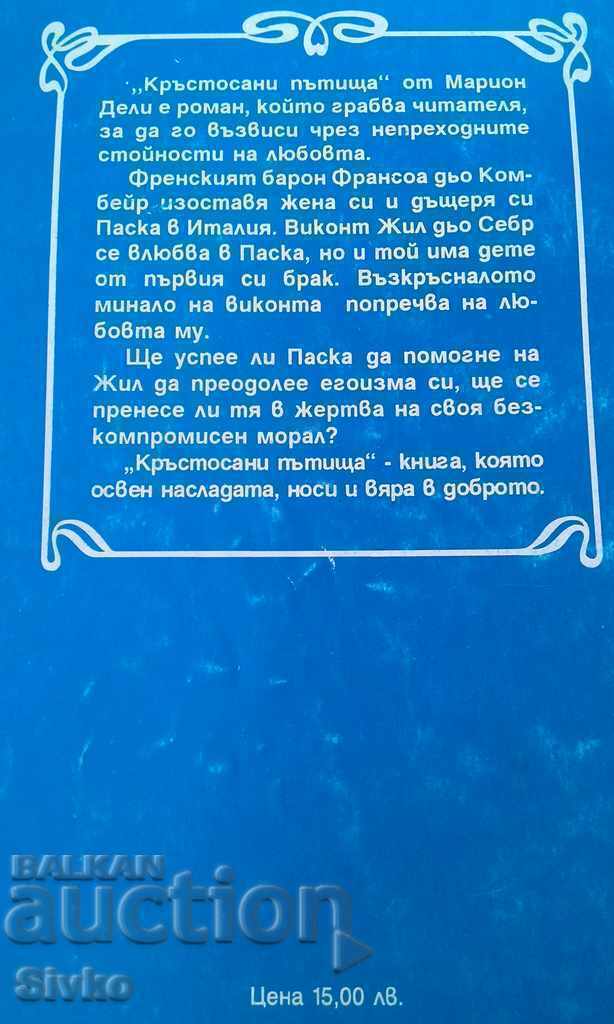 „Кръстосани пътища“ от Марион
Дели е роман, който грабва читателя,
за да го възвиси чрез непреходните
стойности на любовта.
Френският барон Франсоа дьо Ком-
бейр изоставя жена си и дъщеря си
Паска в Италия. Виконт Жил дьо Себр
се влюбва в Паска, но и той има дете
от първия си брак. Възкръсналото
минало на виконта попречва на лю-
бовта му.
Ще успее ли Паска да помогне на
Жил да преодолее егоизма си, ще се
пренесе ли тя в жертва на своя без-
компромисен морал?
„Кръстосани пътища“ - книга, която
освен насладата, носи и вяра в доброто.
BALKAN
auction
Sivko
Цена 15,00 лв.